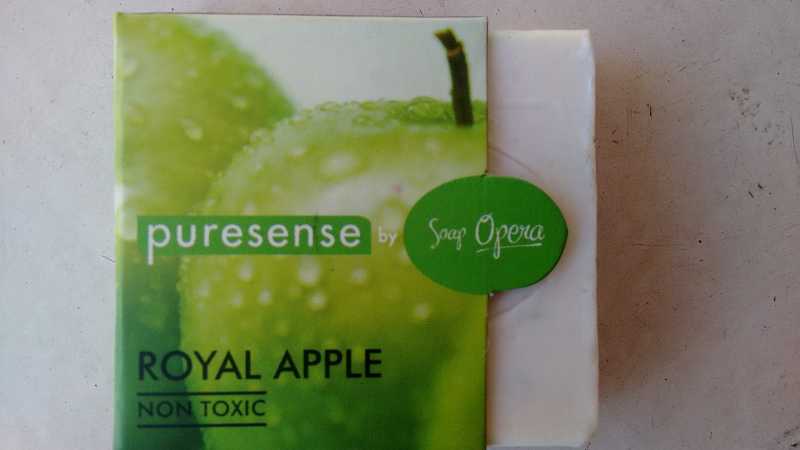 puresense by Soap Opera
ROYAL APPLE
NON TOXIC